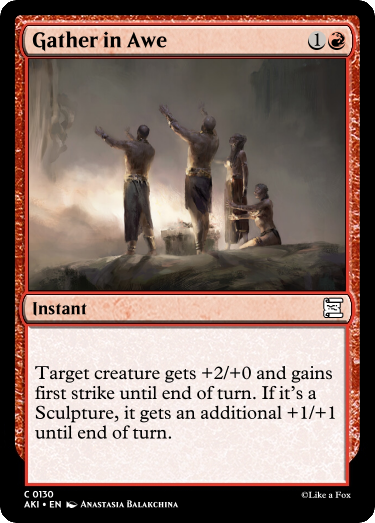 Gather in Awe 1
Instant
Target creature gets +2/+0 and gains
first strike until end of turn. If it's a
Sculpture, it gets an additional +1/+1
until end of turn.
C 0130
AKI • EN Anastasia Balakchina
©Like a Fox